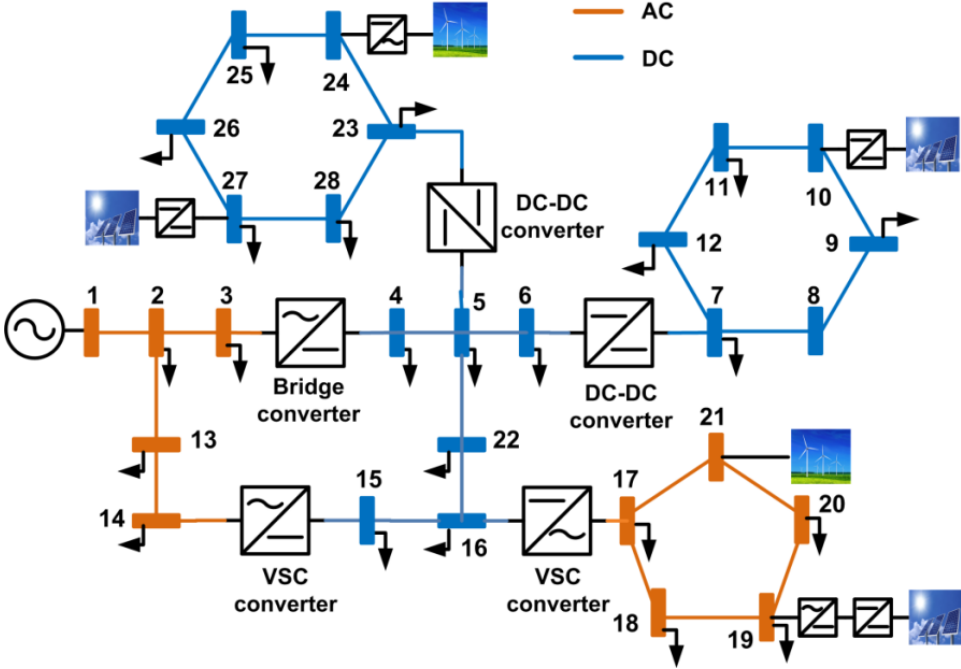 AC
DC
25
24
26
23
27
28
DC-DC
converter
11
10
12
9
7
8
1
2
3
4
5
6
Bridge
converter
DC-DC
converter
13
22
21
14
15
16
17
20
VSC
converter
VSC
converter
18
19